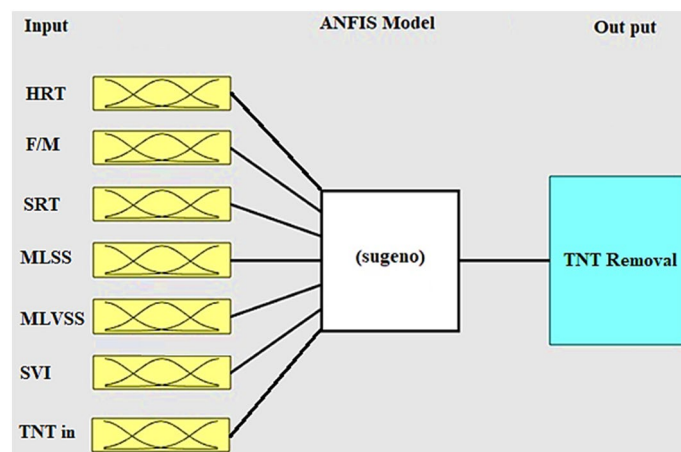 Input ANFIS Model Out put
HRT
F/M
SRT
MLSS
MLVSS
SVI
TNT in
(sugeno)
TNT Removal